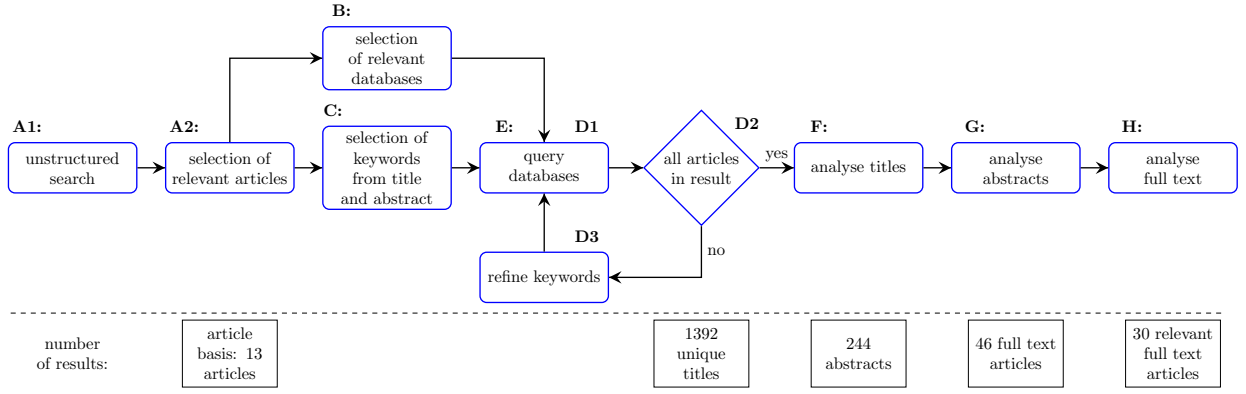 B:
selection
of relevant
databases
A1:
unstructured
search
A2:
selection of
relevant articles
C:
selection of
keywords
from title
and abstract
E:
D1
query
databases
D2
all articles
in result
yes
no
D3
refine keywords
F:
analyse titles
G:
analyse
abstracts
H:
analyse
full text
number
of results:
article
basis: 13
articles
1392
unique
titles
244
abstracts
46 full text
articles
30 relevant
full text
articles